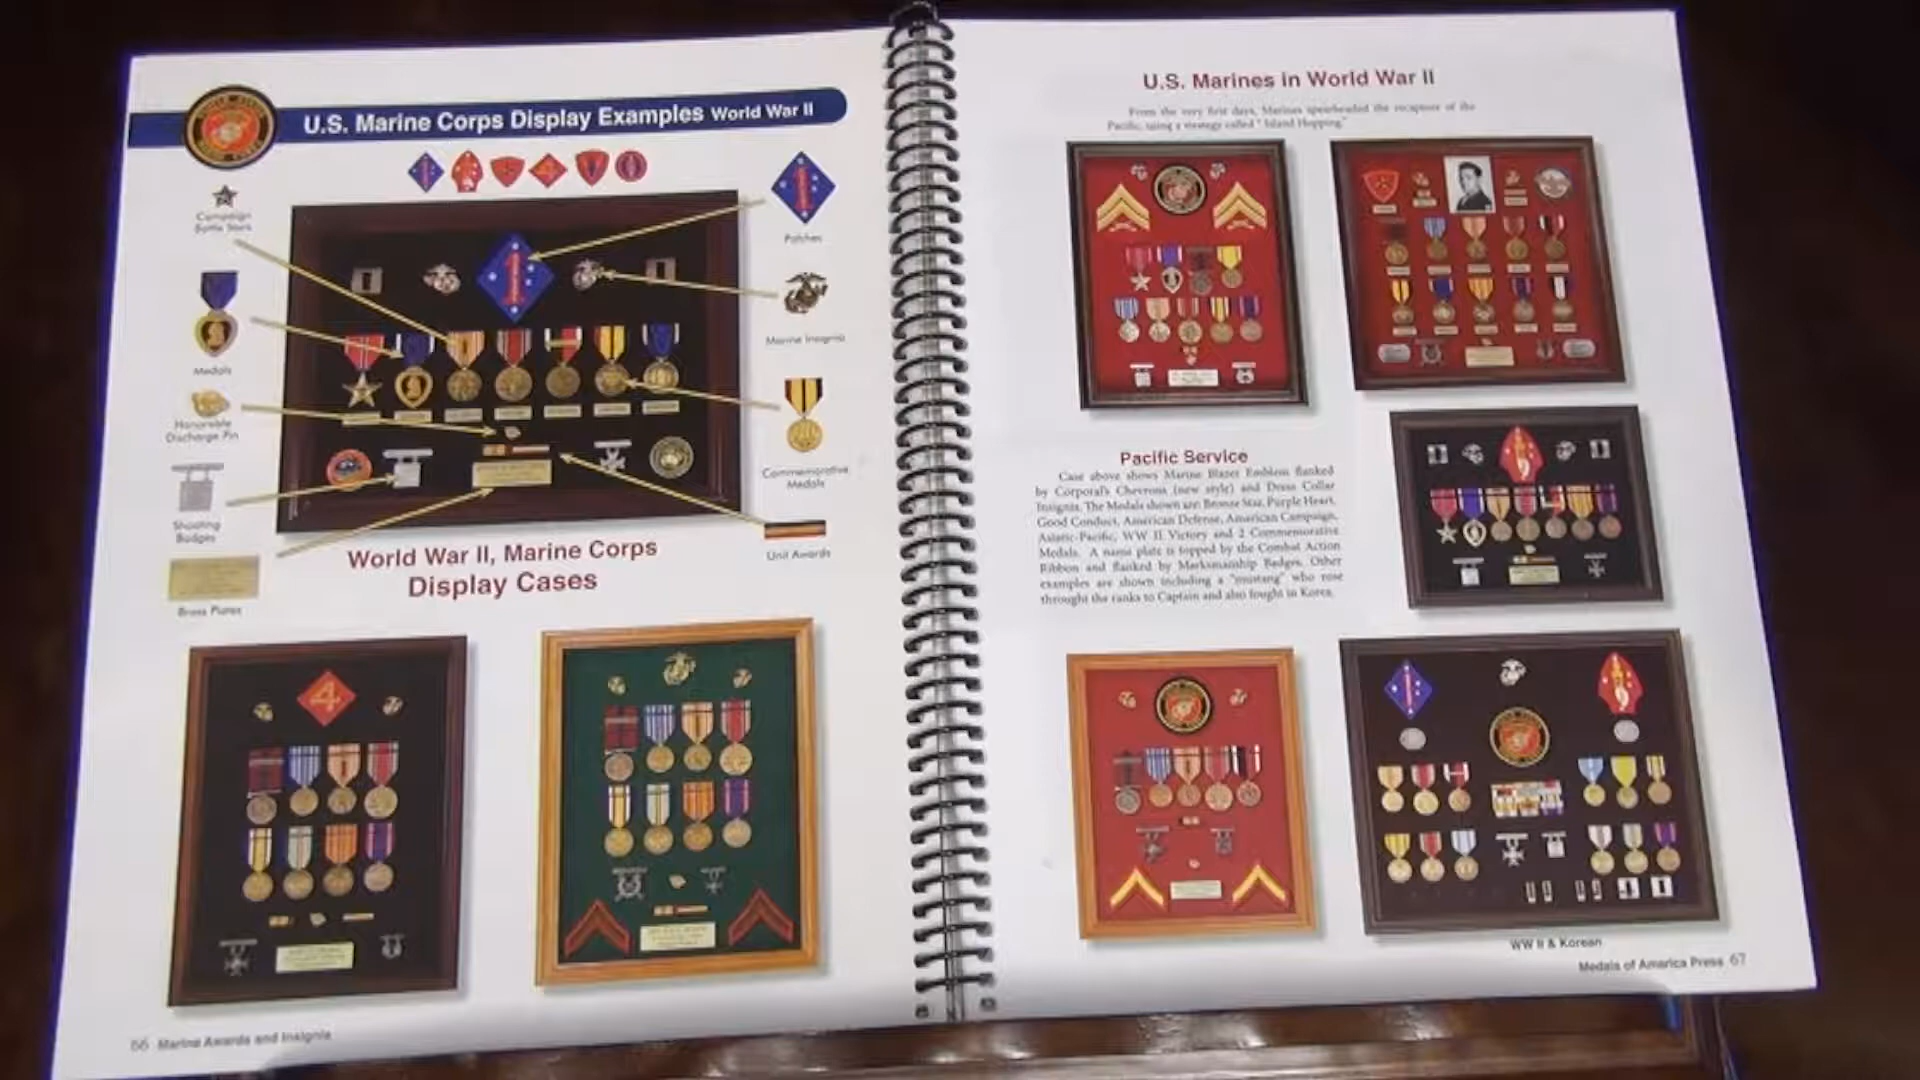 U.S. Marine Corps Display Examples World War II
Campaign
Battle Stars
Patches
Medals
Marine Insignia
Honorable
Discharge Pin
Commemorative
Medals
Shooting
Badges
Unit Awards
Brass Plates
World War II, Marine Corps
Display Cases
4
66 Marine Awards and Insignia
U.S. Marines in World War II
From the very first days, Marines spearheaded the recapture of the
Pacific, using a strategy called " Island Hopping."
Pacific Service
Case above shows Marine Blazer Emblem flanked
by Corporal's Chevrons (new style) and Dress Collar
Insignia. The Medals shown are: Bronze Star, Purple Heart,
Good Conduct, American Defense, American Campaign,
Asiatic-Pacific, WW II Victory and 2 Commemorative
Medals. A name plate is topped by the Combat Action
Ribbon and flanked by Marksmanship Badges. Other
examples are shown including a "mustang" who rose
throught the ranks to Captain and also fought in Korea.
WW II & Korean
Medals of America Press 67